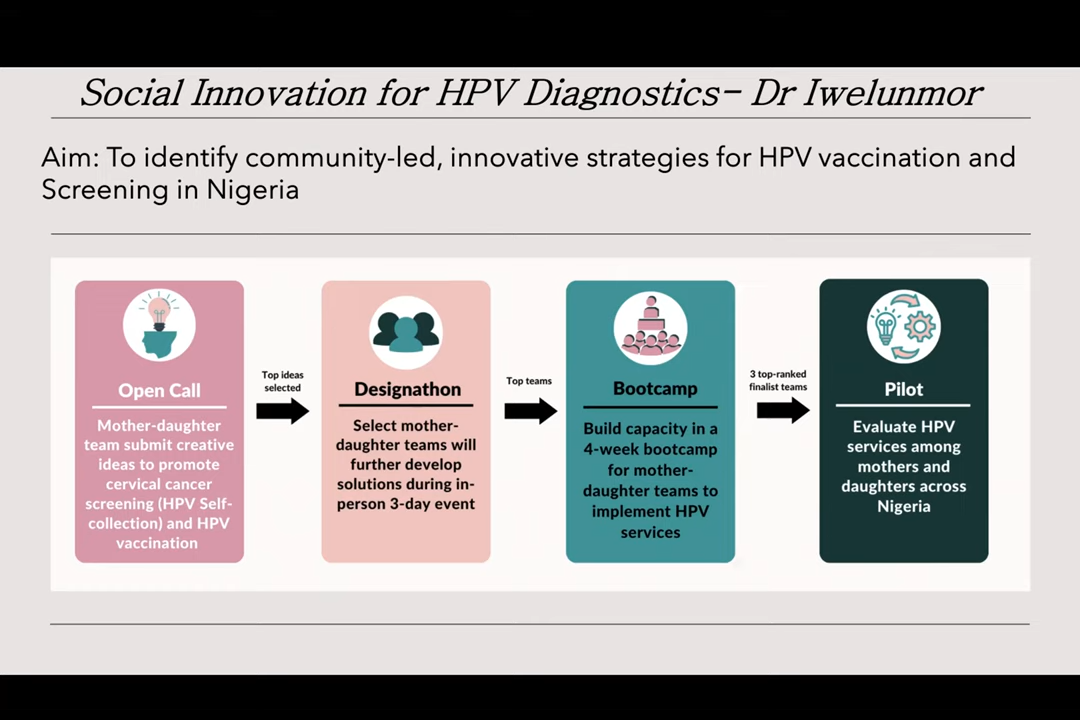 Social Innovation for HPV Diagnostics- Dr Iwelunmor
Aim: To identify community-led, innovative strategies for HPV vaccination and
Screening in Nigeria
Open Call
Mother-daughter
team submit creative
ideas to promote
cervical cancer
screening (HPV Self-
collection) and HPV
vaccination
Top ideas
selected
Designathon
Select mother-
daughter teams will
further develop
solutions during in-
person 3-day event
Top teams
Bootcamp
Build capacity in a
4-week bootcamp
for mother-
daughter teams to
implement HPV
services
3 top-ranked
finalist teams
Pilot
Evaluate HPV
services among
mothers and
daughters across
Nigeria